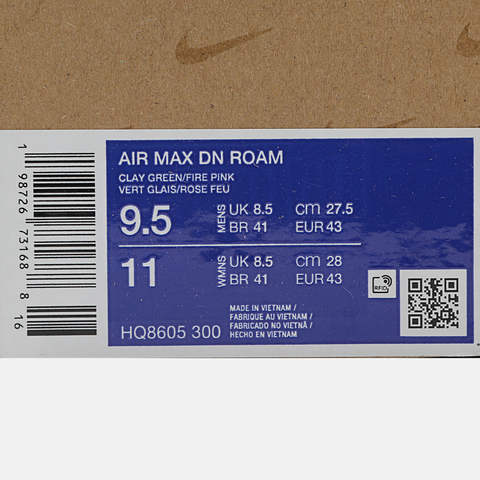 AIR MAX DN ROAM
CLAY GREEN/FIRE PINK
VERT GLAIS/ROSE FEU
9.5 MENS UK 8.5 cm 27.5
BR 41 EUR 43
11 WMNS UK 8.5 cm 28
BR 41 EUR 43
RFID
MADE IN VIETNAM /
FABRIQUE AU VIETNAM /
FABRICADO NO VIETNÃ /
HECHO EN VIETNAM
HQ8605 300
1 98726 73168 8 16